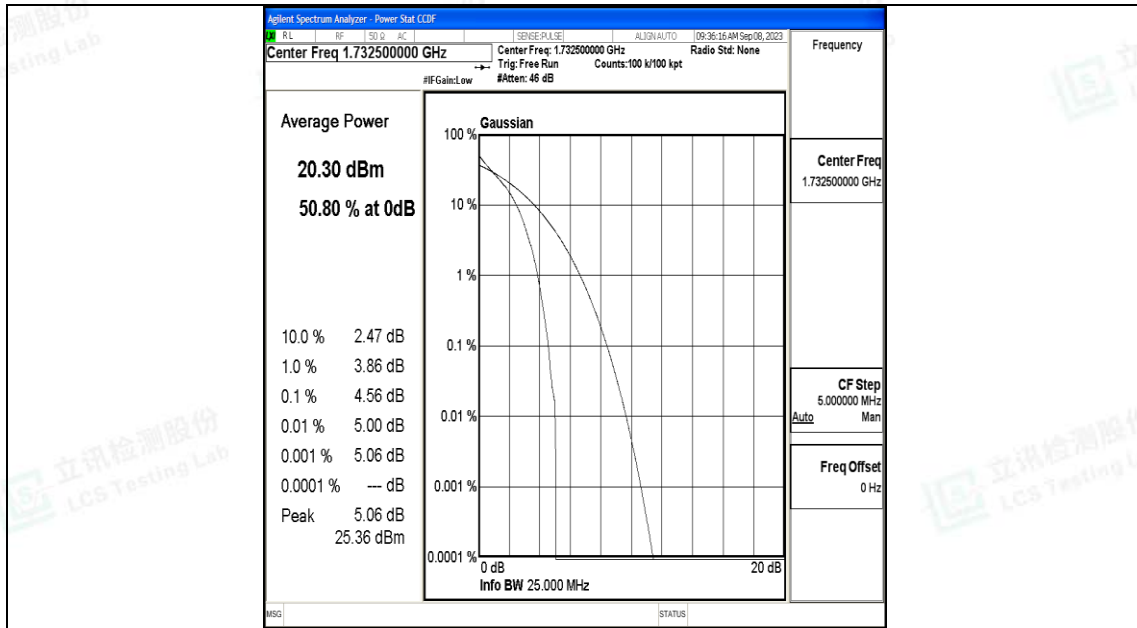 Agilent Spectrum Analyzer - Power Stat CCDF
RL RF 50 Ω AC SENSE:PULSE ALIGN AUTO 09:36:16 AM Sep 08, 2023
Center Freq 1.732500000 GHz
Center Freq: 1.732500000 GHz Radio Std: None
Trig: Free Run Counts:100 k/100 kpt
#IFGain:Low #Atten: 46 dB
Frequency
Average Power
20.30 dBm
50.80 % at 0dB
10.0 % 2.47 dB
1.0 % 3.86 dB
0.1 % 4.56 dB
0.01 % 5.00 dB
0.001 % 5.06 dB
0.0001 % --- dB
Peak 5.06 dB
25.36 dBm
Gaussian
100 %
10 %
1 %
0.1 %
0.01 %
0.001 %
0.0001 %
0 dB 20 dB
Info BW 25.000 MHz
Center Freq
1.732500000 GHz
CF Step
5.000000 MHz
Auto Man
Freq Offset
0 Hz
MSG STATUS
立讯检测股份
LCS Testing Lab